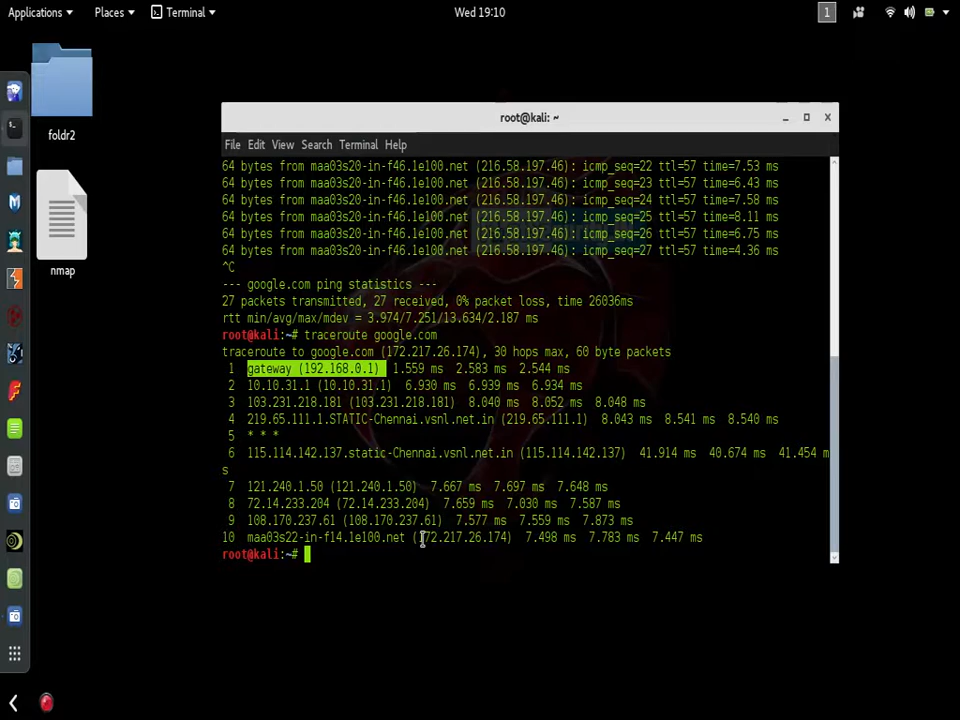 Applications Places Terminal Wed 19:10 1
foldr2
nmap
root@kali: ~
File Edit View Search Terminal Help
64 bytes from maa03s20-in-f46.1e100.net (216.58.197.46): icmp_seq=22 ttl=57 time=7.53 ms
64 bytes from maa03s20-in-f46.1e100.net (216.58.197.46): icmp_seq=23 ttl=57 time=6.43 ms
64 bytes from maa03s20-in-f46.1e100.net (216.58.197.46): icmp_seq=24 ttl=57 time=7.58 ms
64 bytes from maa03s20-in-f46.1e100.net (216.58.197.46): icmp_seq=25 ttl=57 time=8.11 ms
64 bytes from maa03s20-in-f46.1e100.net (216.58.197.46): icmp_seq=26 ttl=57 time=6.75 ms
64 bytes from maa03s20-in-f46.1e100.net (216.58.197.46): icmp_seq=27 ttl=57 time=4.36 ms
^C
--- google.com ping statistics ---
27 packets transmitted, 27 received, 0% packet loss, time 26036ms
rtt min/avg/max/mdev = 3.974/7.251/13.634/2.187 ms
root@kali:~# traceroute google.com
traceroute to google.com (172.217.26.174), 30 hops max, 60 byte packets
1 gateway (192.168.0.1) 1.559 ms 2.583 ms 2.544 ms
2 10.10.31.1 (10.10.31.1) 6.930 ms 6.939 ms 6.934 ms
3 103.231.218.181 (103.231.218.181) 8.040 ms 8.052 ms 8.048 ms
4 219.65.111.1.STATIC-Chennai.vsnl.net.in (219.65.111.1) 8.043 ms 8.541 ms 8.540 ms
5 * * *
6 115.114.142.137.static-Chennai.vsnl.net.in (115.114.142.137) 41.914 ms 40.674 ms 41.454 m
s
7 121.240.1.50 (121.240.1.50) 7.667 ms 7.697 ms 7.648 ms
8 72.14.233.204 (72.14.233.204) 7.659 ms 7.030 ms 7.587 ms
9 108.170.237.61 (108.170.237.61) 7.577 ms 7.559 ms 7.873 ms
10 maa03s22-in-f14.1e100.net (172.217.26.174) 7.498 ms 7.783 ms 7.447 ms
root@kali:~#